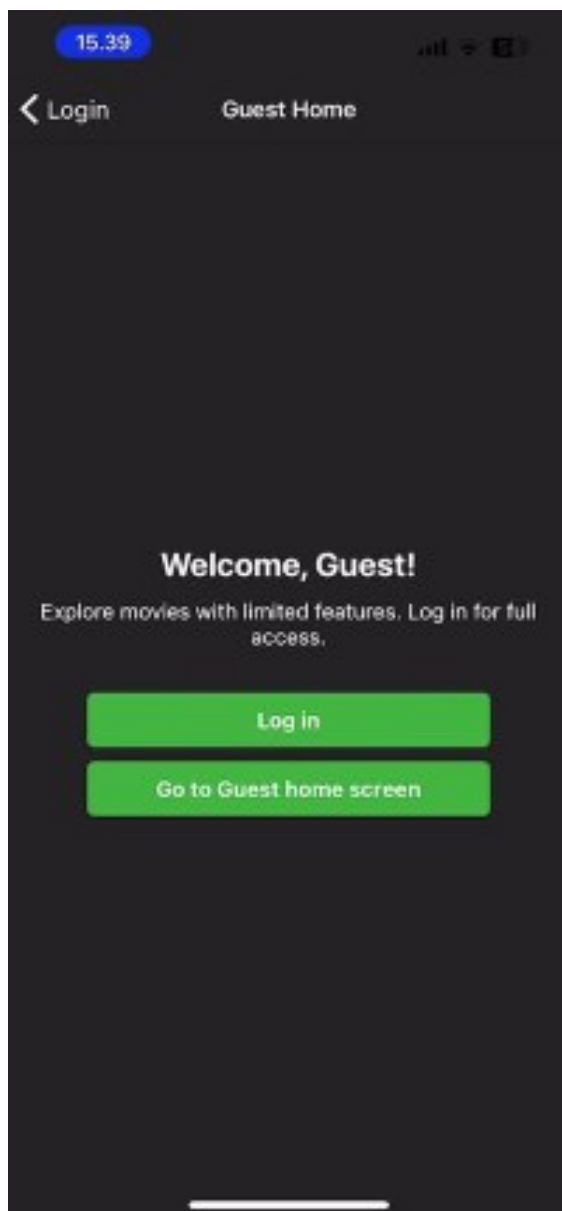 15.39
Login
Guest Home
Welcome, Guest!
Explore movies with limited features. Log in for full
access.
Log in
Go to Guest home screen